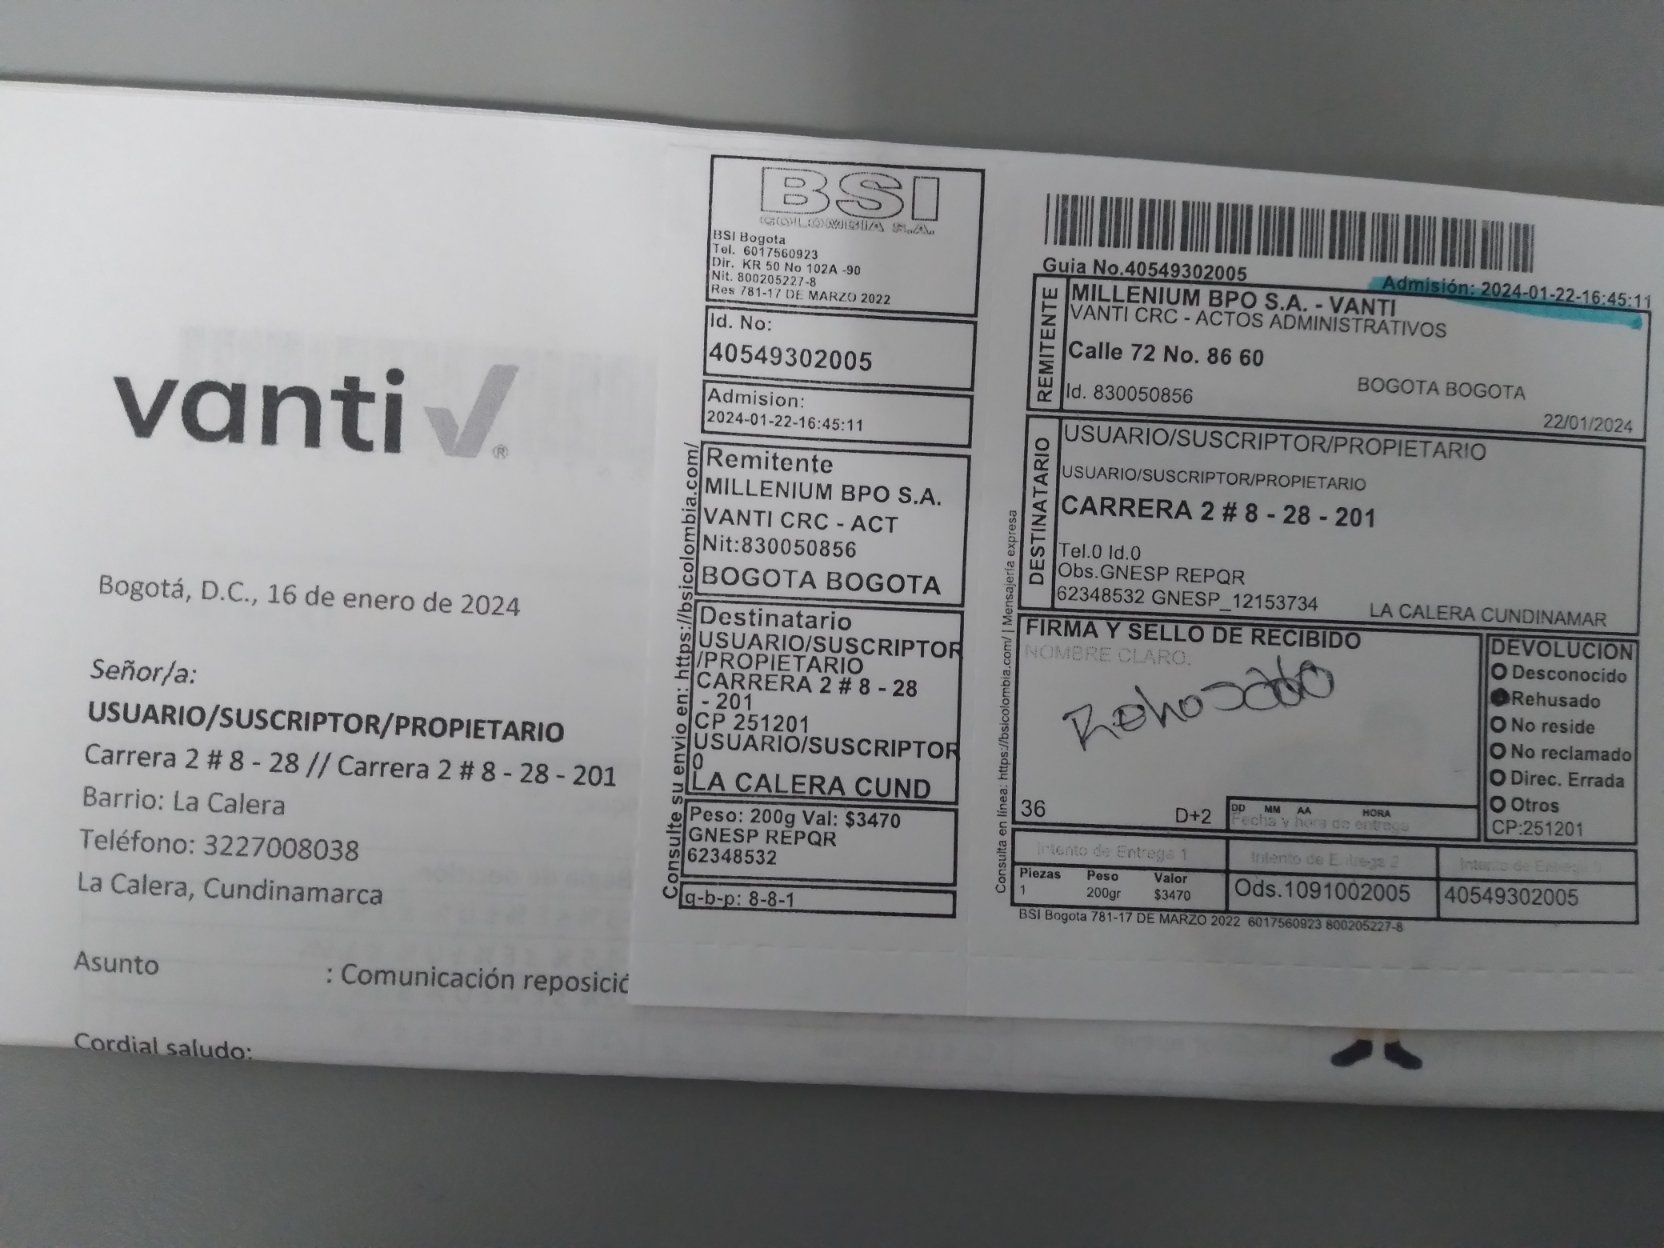 vanti
®
Bogotá, D.C., 16 de enero de 2024
Señor/a:
USUARIO/SUSCRIPTOR/PROPIETARIO
Carrera 2 # 8 - 28 // Carrera 2 # 8 - 28 - 201
Barrio: La Calera
Teléfono: 3227008038
La Calera, Cundinamarca
Asunto : Comunicación reposició
Cordial saludo:
Consulte su envio en: https://bsicolombia.com/
BSI
COLOMBIA S.A.
BSI Bogota
Tel. 6017560923
Dir. KR 50 No 102A -90
Nit. 800205227-8
Res 781-17 DE MARZO 2022
Id. No:
40549302005
Admision:
2024-01-22-16:45:11
Remitente
MILLENIUM BPO S.A.
VANTI CRC - ACT
Nit:830050856
BOGOTA BOGOTA
Destinatario
USUARIO/SUSCRIPTOR
/PROPIETARIO
CARRERA 2 # 8 - 28
- 201
CP 251201
USUARIO/SUSCRIPTOR
0
LA CALERA CUND
Peso: 200g Val: $3470
GNESP REPQR
62348532
q-b-p: 8-8-1
Consulta en linea: https://bsicolombia.com/ | Mensajeria expresa
Guia No.40549302005
Admisión: 2024-01-22-16:45:11
REMITENTE
MILLENIUM BPO S.A. - VANTI
VANTI CRC - ACTOS ADMINISTRATIVOS
Calle 72 No. 86 60
Id. 830050856 BOGOTA BOGOTA
22/01/2024
DESTINATARIO
USUARIO/SUSCRIPTOR/PROPIETARIO
USUARIO/SUSCRIPTOR/PROPIETARIO
CARRERA 2 # 8 - 28 - 201
Tel.0 Id.0
Obs.GNESP REPQR
62348532 GNESP_12153734 LA CALERA CUNDINAMAR
FIRMA Y SELLO DE RECIBIDO
NOMBRE CLARO:
Rehusado
36 D+2
DD MM AA HORA
Fecha y hora de entrega
DEVOLUCION
Desconocido
Rehusado
No reside
No reclamado
Direc. Errada
Otros
CP:251201
Intento de Entrega 1 Intento de Entrega 2 Intento de Entrega
Piezas Peso Valor
1 200gr $3470
Ods.1091002005 40549302005
BSI Bogota 781-17 DE MARZO 2022 6017560923 800205227-8